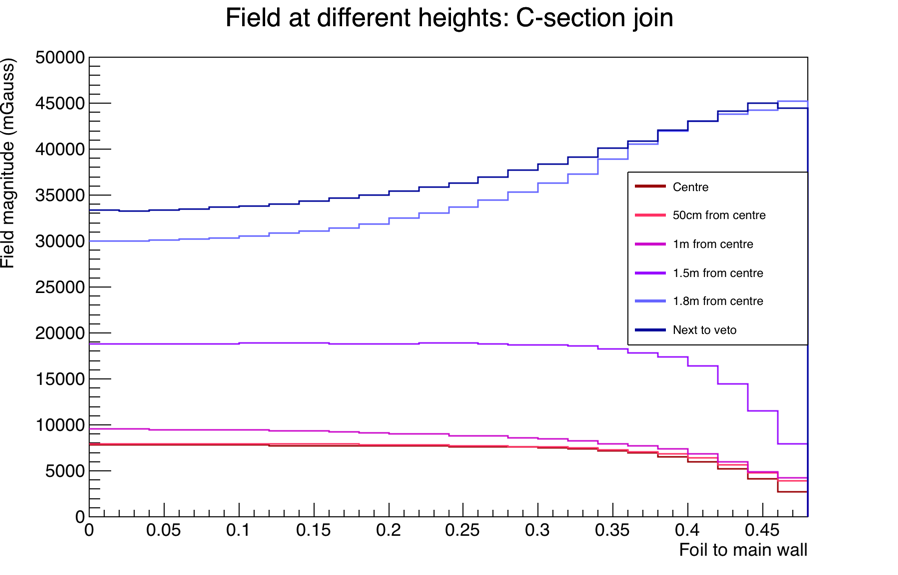 Field at different heights: C-section join
Field magnitude (mGauss)
50000
45000
40000
35000
30000
25000
20000
15000
10000
5000
0
Centre
50cm from centre
1m from centre
1.5m from centre
1.8m from centre
Next to veto
0 0.05 0.1 0.15 0.2 0.25 0.3 0.35 0.4 0.45
Foil to main wall